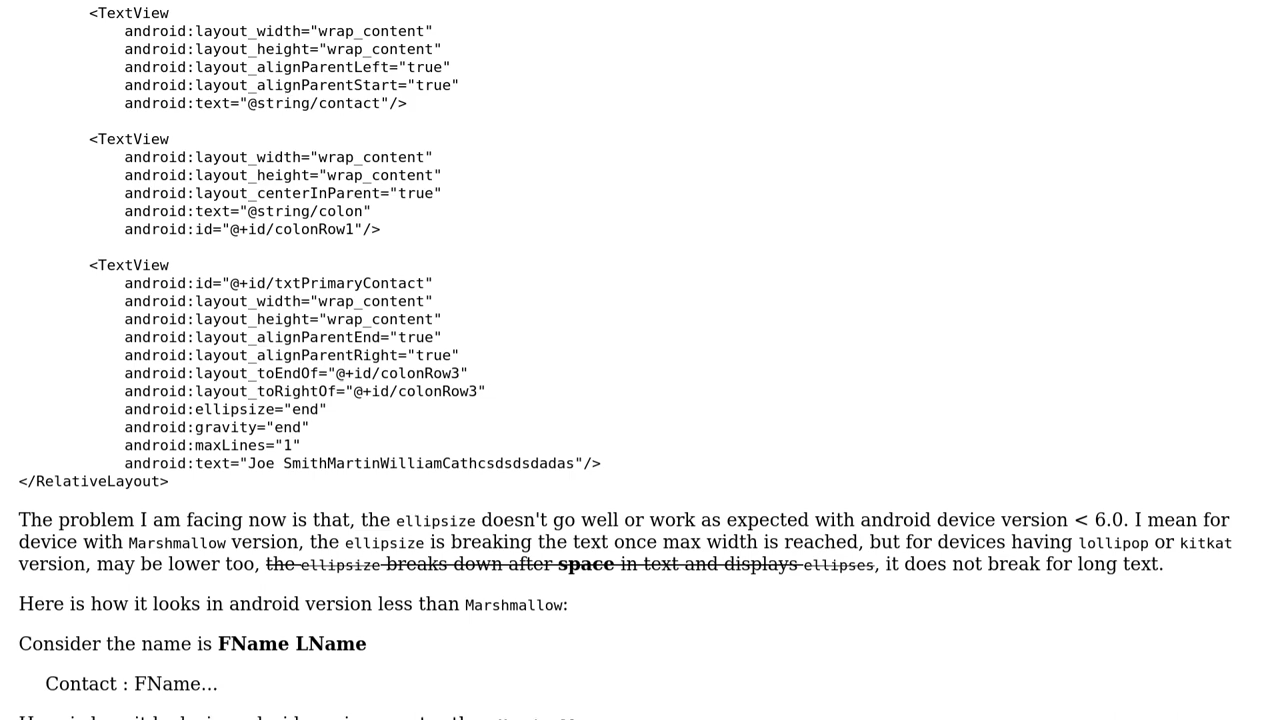 <TextView
android:layout_width="wrap_content"
android:layout_height="wrap_content"
android:layout_alignParentLeft="true"
android:layout_alignParentStart="true"
android:text="@string/contact"/>
<TextView
android:layout_width="wrap_content"
android:layout_height="wrap_content"
android:layout_centerInParent="true"
android:text="@string/colon"
android:id="@+id/colonRow1"/>
<TextView
android:id="@+id/txtPrimaryContact"
android:layout_width="wrap_content"
android:layout_height="wrap_content"
android:layout_alignParentEnd="true"
android:layout_alignParentRight="true"
android:layout_toEndOf="@+id/colonRow3"
android:layout_toRightOf="@+id/colonRow3"
android:ellipsize="end"
android:gravity="end"
android:maxLines="1"
android:text="Joe SmithMartinWilliamCathcsdsdsdadas"/>
</RelativeLayout>
The problem I am facing now is that, the ellipsize doesn't go well or work as expected with android device version < 6.0. I mean for
device with Marshmallow version, the ellipsize is breaking the text once max width is reached, but for devices having lollipop or kitkat
version, may be lower too, the ellipsize breaks down after space in text and displays ellipses, it does not break for long text.
Here is how it looks in android version less than Marshmallow:
Consider the name is FName LName
Contact : FName...